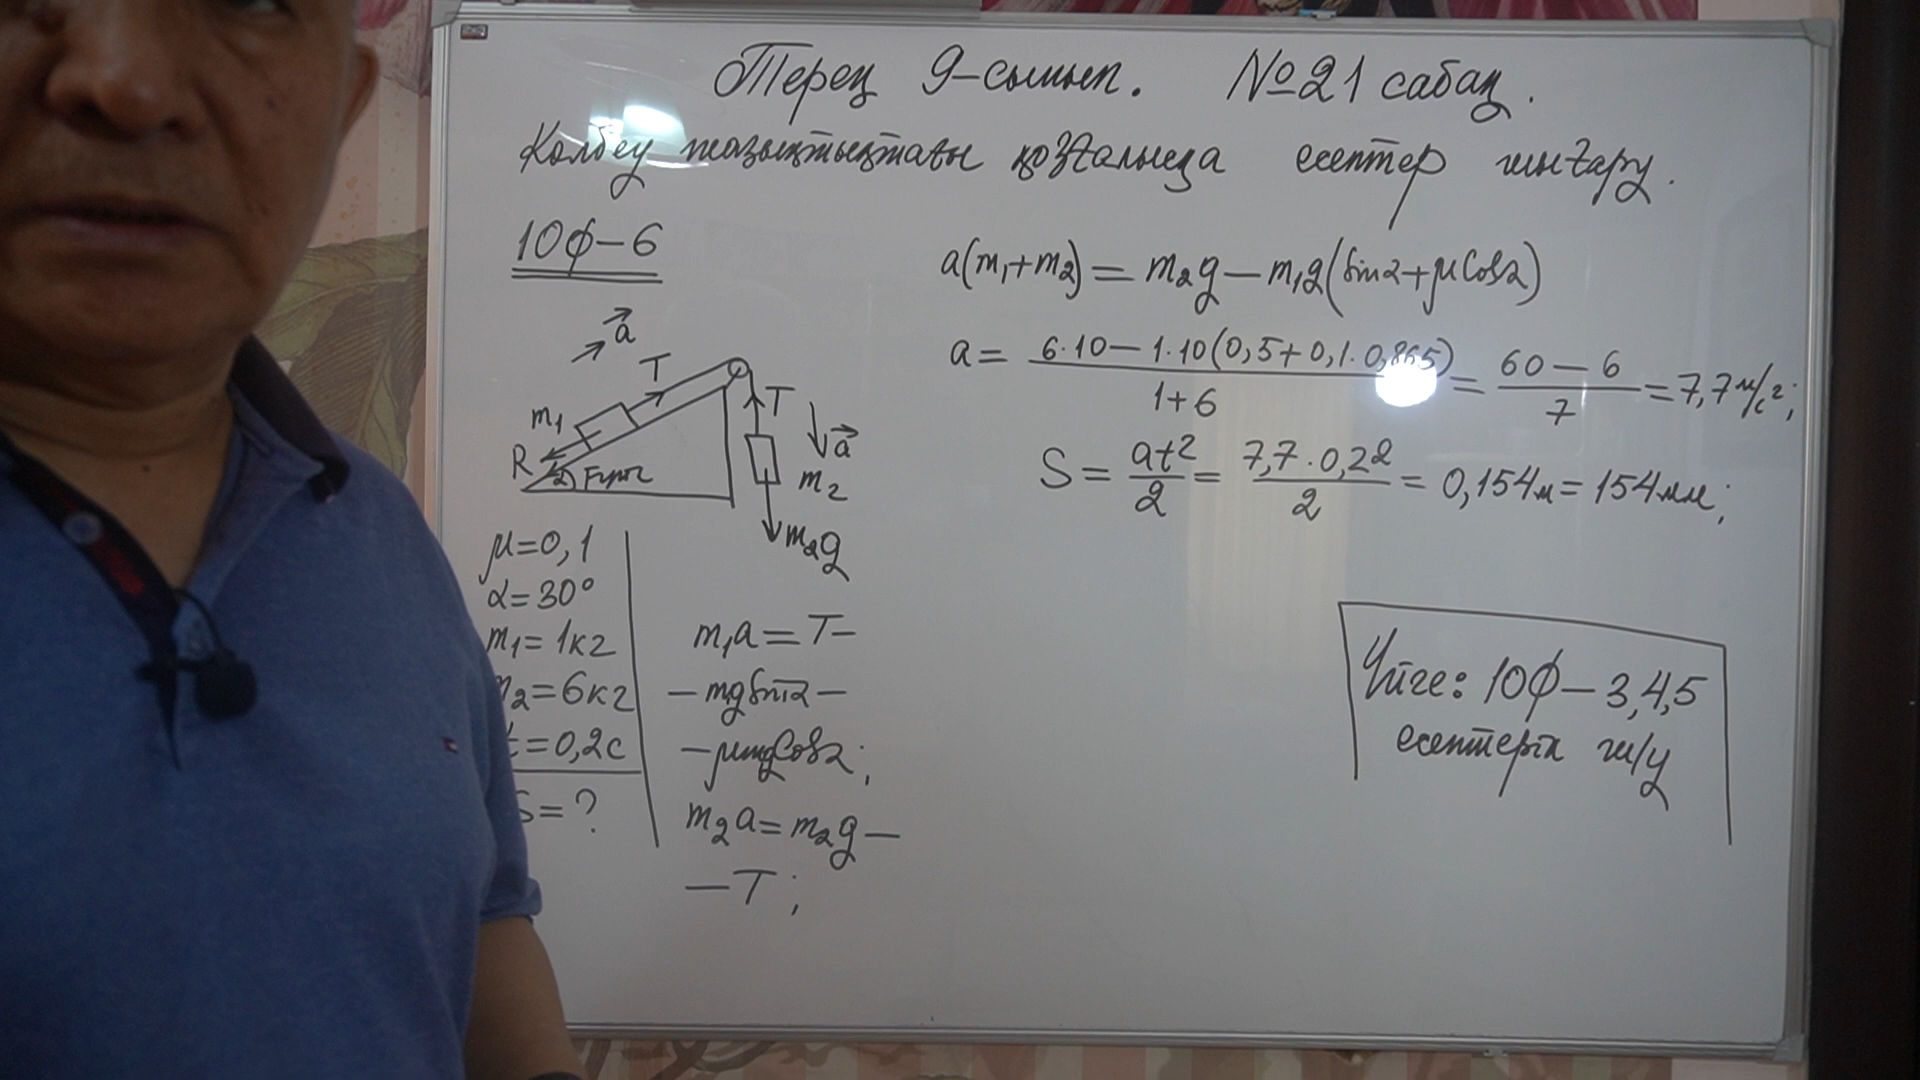 Терең 9-сынып. №21 сабақ.
Көлбеу жазықтықтағы қозғалысқа есептер шығару.
10ф-6
a
T
m₁
R
α
Fүйк
T
a
m₂
m₂g
μ=0,1
α=30°
m₁=1кг
m₂=6кг
t=0,2с
S=?
m₁a=T-
-mgSinα-
-μmgCosα;
m₂a=m₂g-
-T;
a(m₁+m₂)=m₂g-m₁g(Sinα+μCosα)
a= 6·10-1·10(0,5+0,1·0,865) / 1+6 = 60-6 / 7 =7,7м/с²;
S= at² / 2 = 7,7·0,2² / 2 = 0,154м=154мм;
Үйге: 10ф-3,4,5
есептерін ш/у